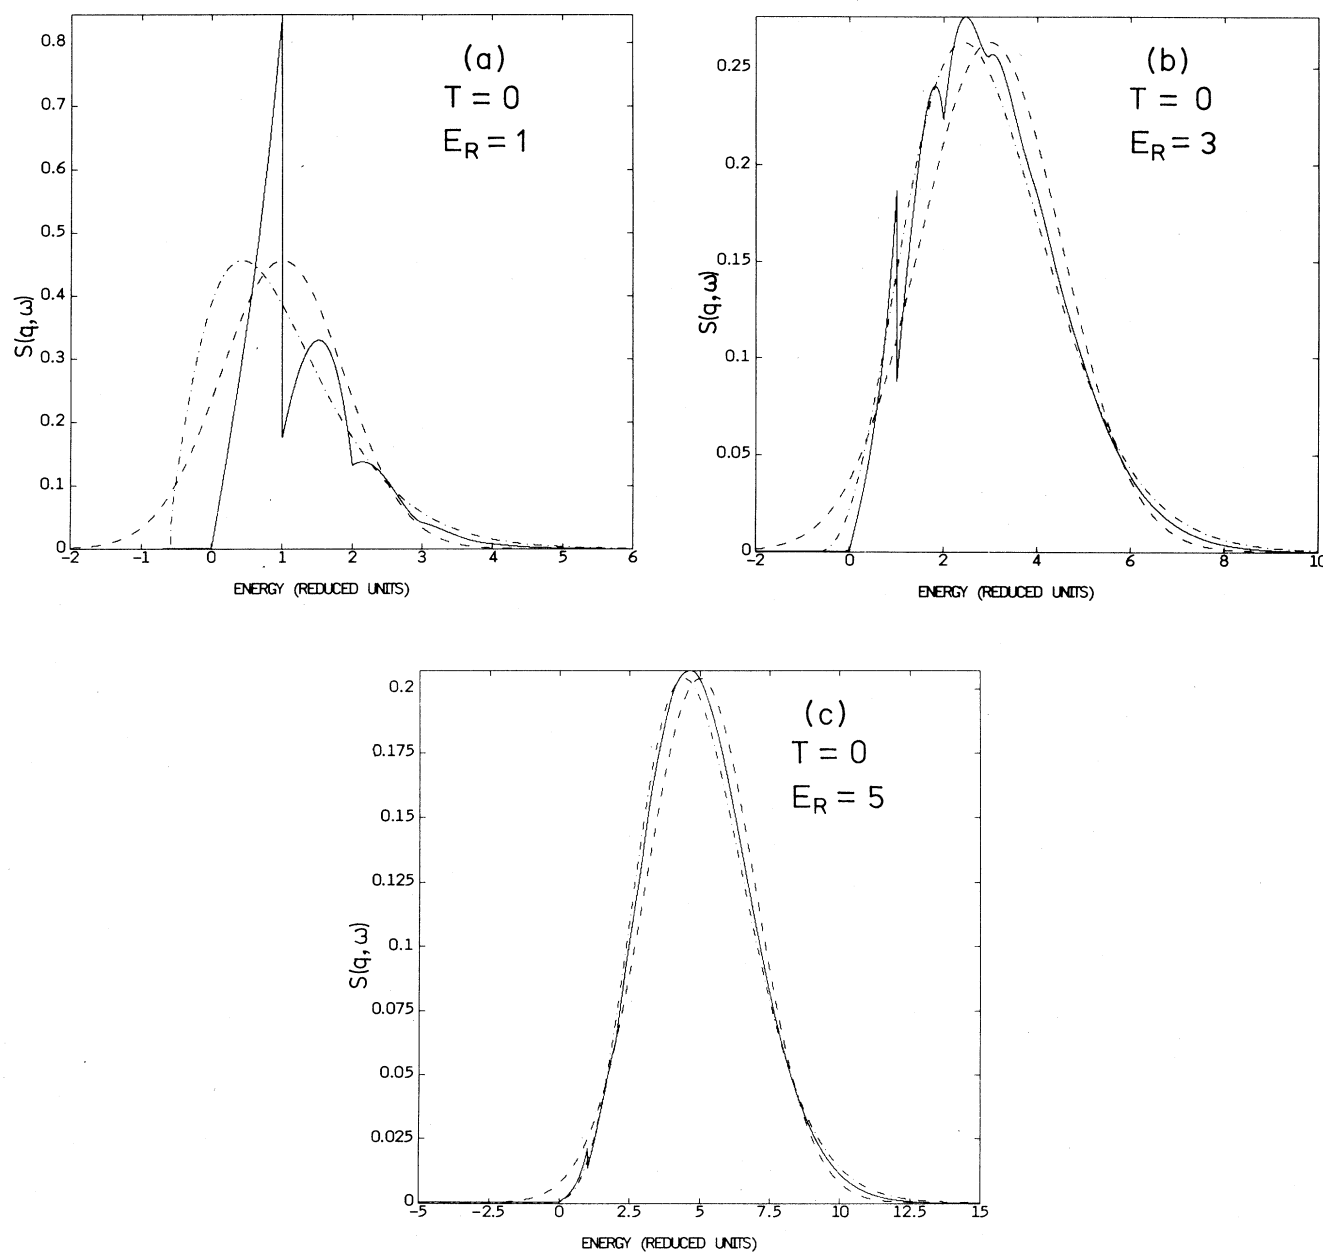 (a)
T = 0
E_R = 1
0.8
0.7
0.6
0.5
0.4
0.3
0.2
0.1
0
S(q, ω)
-2 -1 0 1 2 3 4 5 6
ENERGY (REDUCED UNITS)
(b)
T = 0
E_R = 3
0.25
0.2
0.15
0.1
0.05
0
S(q, ω)
-2 0 2 4 6 8 10
ENERGY (REDUCED UNITS)
(c)
T = 0
E_R = 5
0.2
0.175
0.15
0.125
0.1
0.075
0.05
0.025
0
S(q, ω)
-5 -2.5 0 2.5 5 7.5 10 12.5 15
ENERGY (REDUCED UNITS)